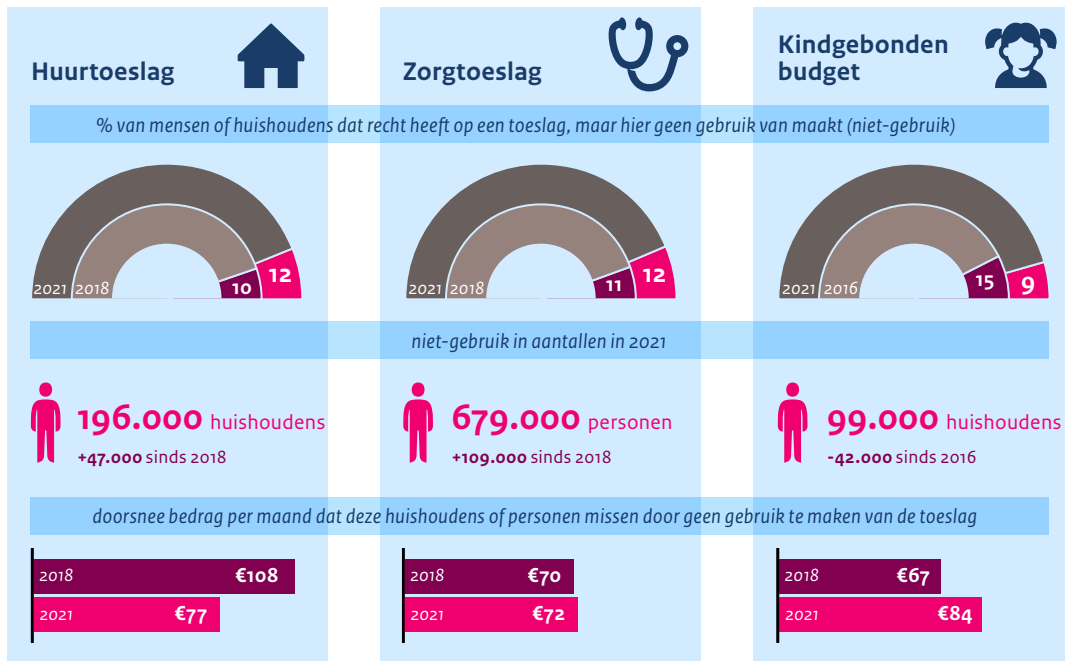 Huurtoeslag
Zorgtoeslag
Kindgebonden
budget
% van mensen of huishoudens dat recht heeft op een toeslag, maar hier geen gebruik van maakt (niet-gebruik)
2021 2018 10 12
2021 2018 11 12
2021 2016 15 9
niet-gebruik in aantallen in 2021
196.000 huishoudens
+47.000 sinds 2018
679.000 personen
+109.000 sinds 2018
99.000 huishoudens
-42.000 sinds 2016
doorsnee bedrag per maand dat deze huishoudens of personen missen door geen gebruik te maken van de toeslag
2018 €108
2021 €77
2018 €70
2021 €72
2018 €67
2021 €84